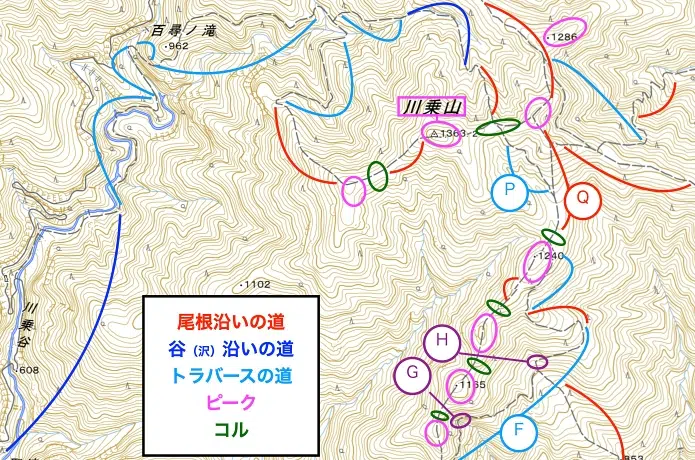 百尋ノ滝
・962
・1286
川乗山
△1363.2
P
Q
・1240
・1102
川乗谷
・608
H
G
・1165
F
尾根沿いの道
谷（沢）沿いの道
トラバースの道
ピーク
コル